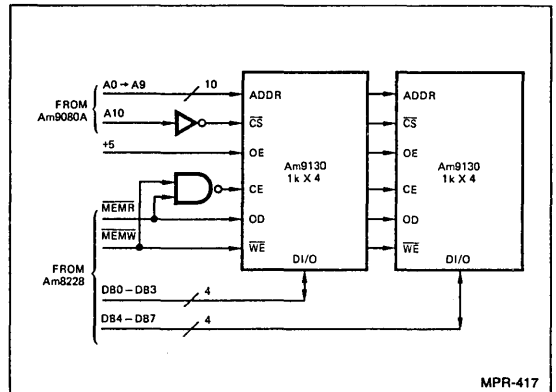 A0 → A9
10
FROM
Am9080A
A10
+5
MEMR
MEMW
FROM
Am8228
DB0 – DB3
4
DB4 – DB7
4
ADDR
CS
OE
CE
OD
WE
Am9130
1k X 4
DI/O
ADDR
CS
OE
CE
OD
WE
Am9130
1k X 4
DI/O
MPR-417